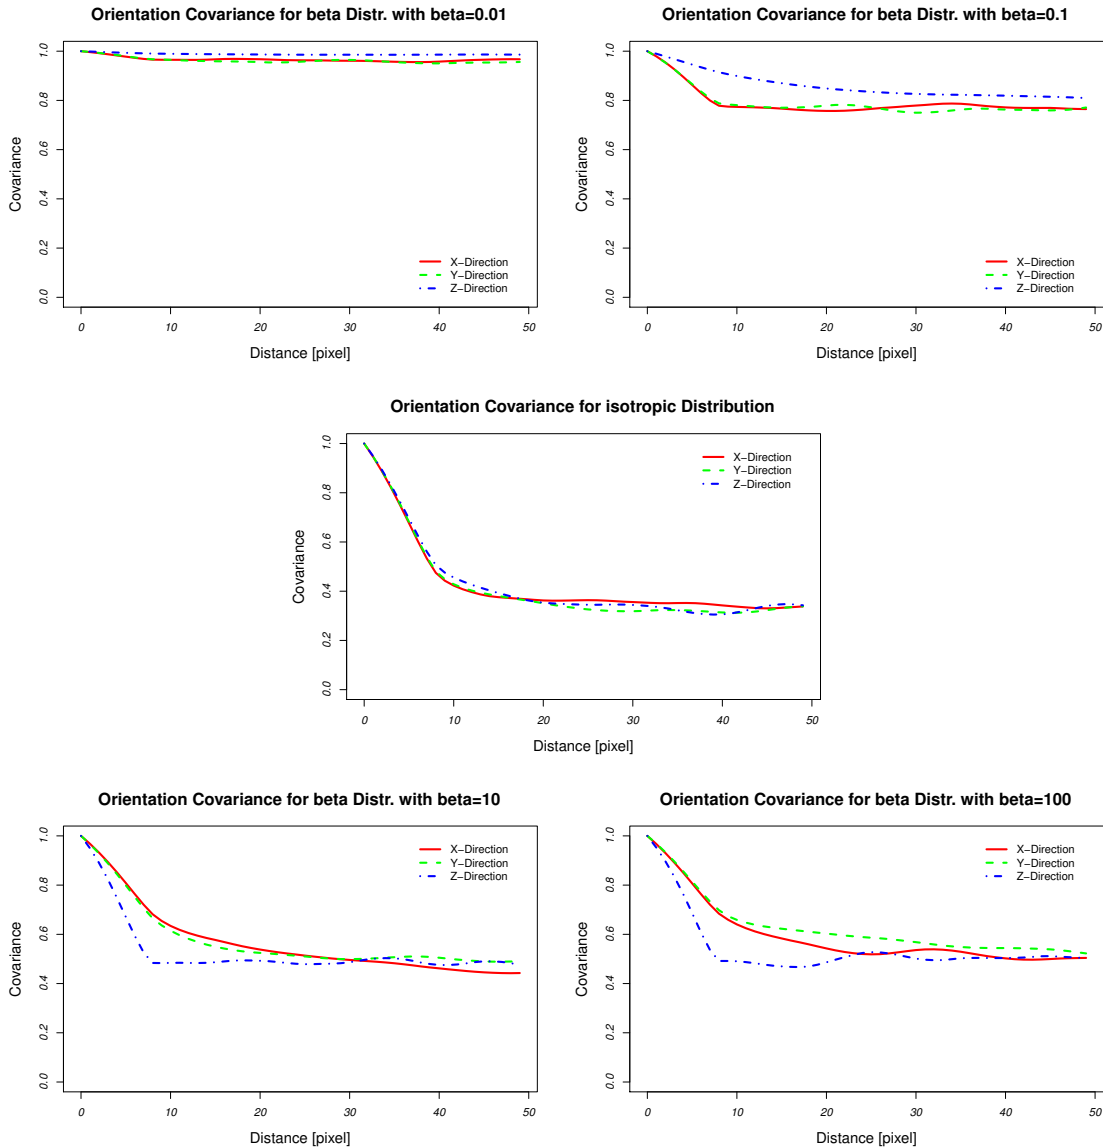 Orientation Covariance for beta Distr. with beta=0.01
Covariance
1.0
0.8
0.6
0.4
0.2
0.0
X−Direction
Y−Direction
Z−Direction
0 10 20 30 40 50
Distance [pixel]
Orientation Covariance for beta Distr. with beta=0.1
Covariance
1.0
0.8
0.6
0.4
0.2
0.0
X−Direction
Y−Direction
Z−Direction
0 10 20 30 40 50
Distance [pixel]
Orientation Covariance for isotropic Distribution
Covariance
1.0
0.8
0.6
0.4
0.2
0.0
X−Direction
Y−Direction
Z−Direction
0 10 20 30 40 50
Distance [pixel]
Orientation Covariance for beta Distr. with beta=10
Covariance
1.0
0.8
0.6
0.4
0.2
0.0
X−Direction
Y−Direction
Z−Direction
0 10 20 30 40 50
Distance [pixel]
Orientation Covariance for beta Distr. with beta=100
Covariance
1.0
0.8
0.6
0.4
0.2
0.0
X−Direction
Y−Direction
Z−Direction
0 10 20 30 40 50
Distance [pixel]